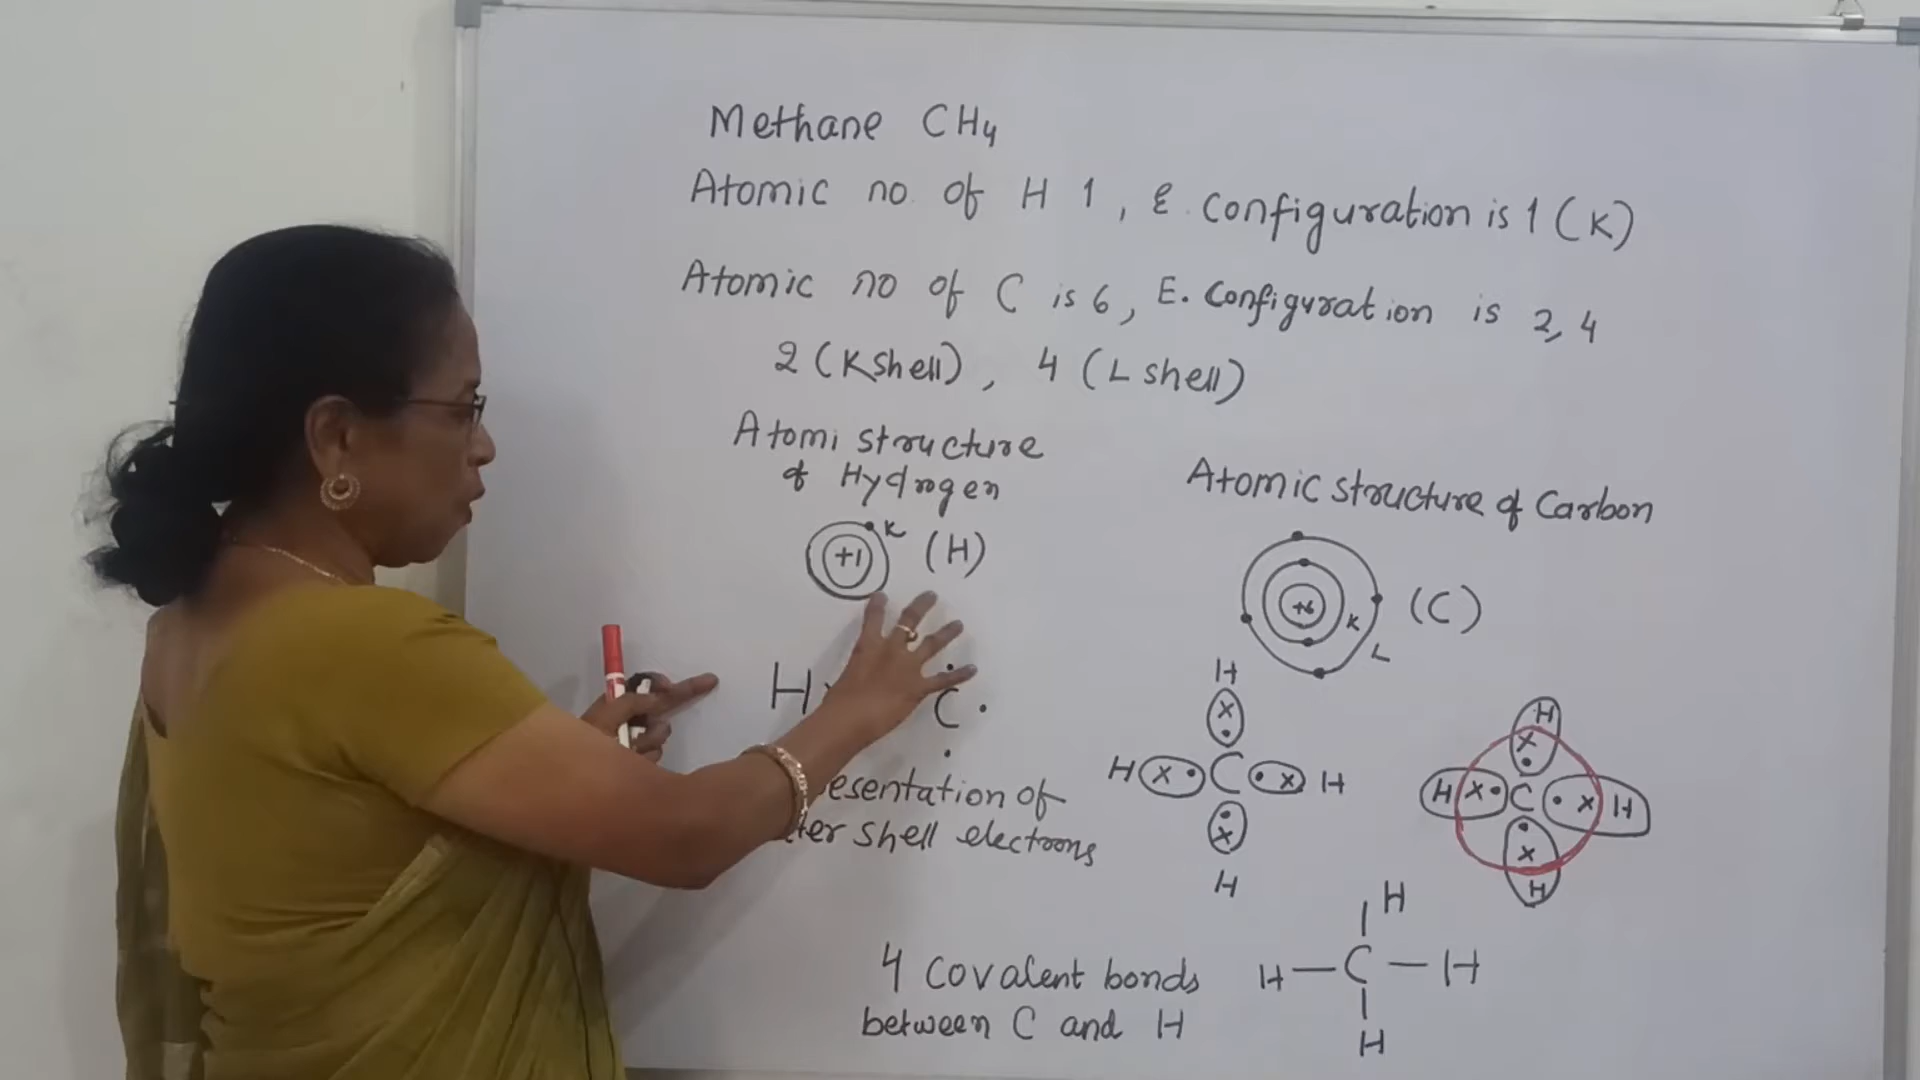 Methane CH4
Atomic no. of H 1, E. Configuration is 1 (K)
Atomic no of C is 6, E. Configuration is 2, 4
2 (K shell), 4 (L shell)
Atomi structure
of Hydrogen
Atomic structure of Carbon
+1 K (H)
+6 K L (C)
H C
H
H x • C • x H
x
H
H
x
H x • C • x H
x
H
esentation of
ter shell electrons
4 Covalent bonds
between C and H
H
H – C – H
H